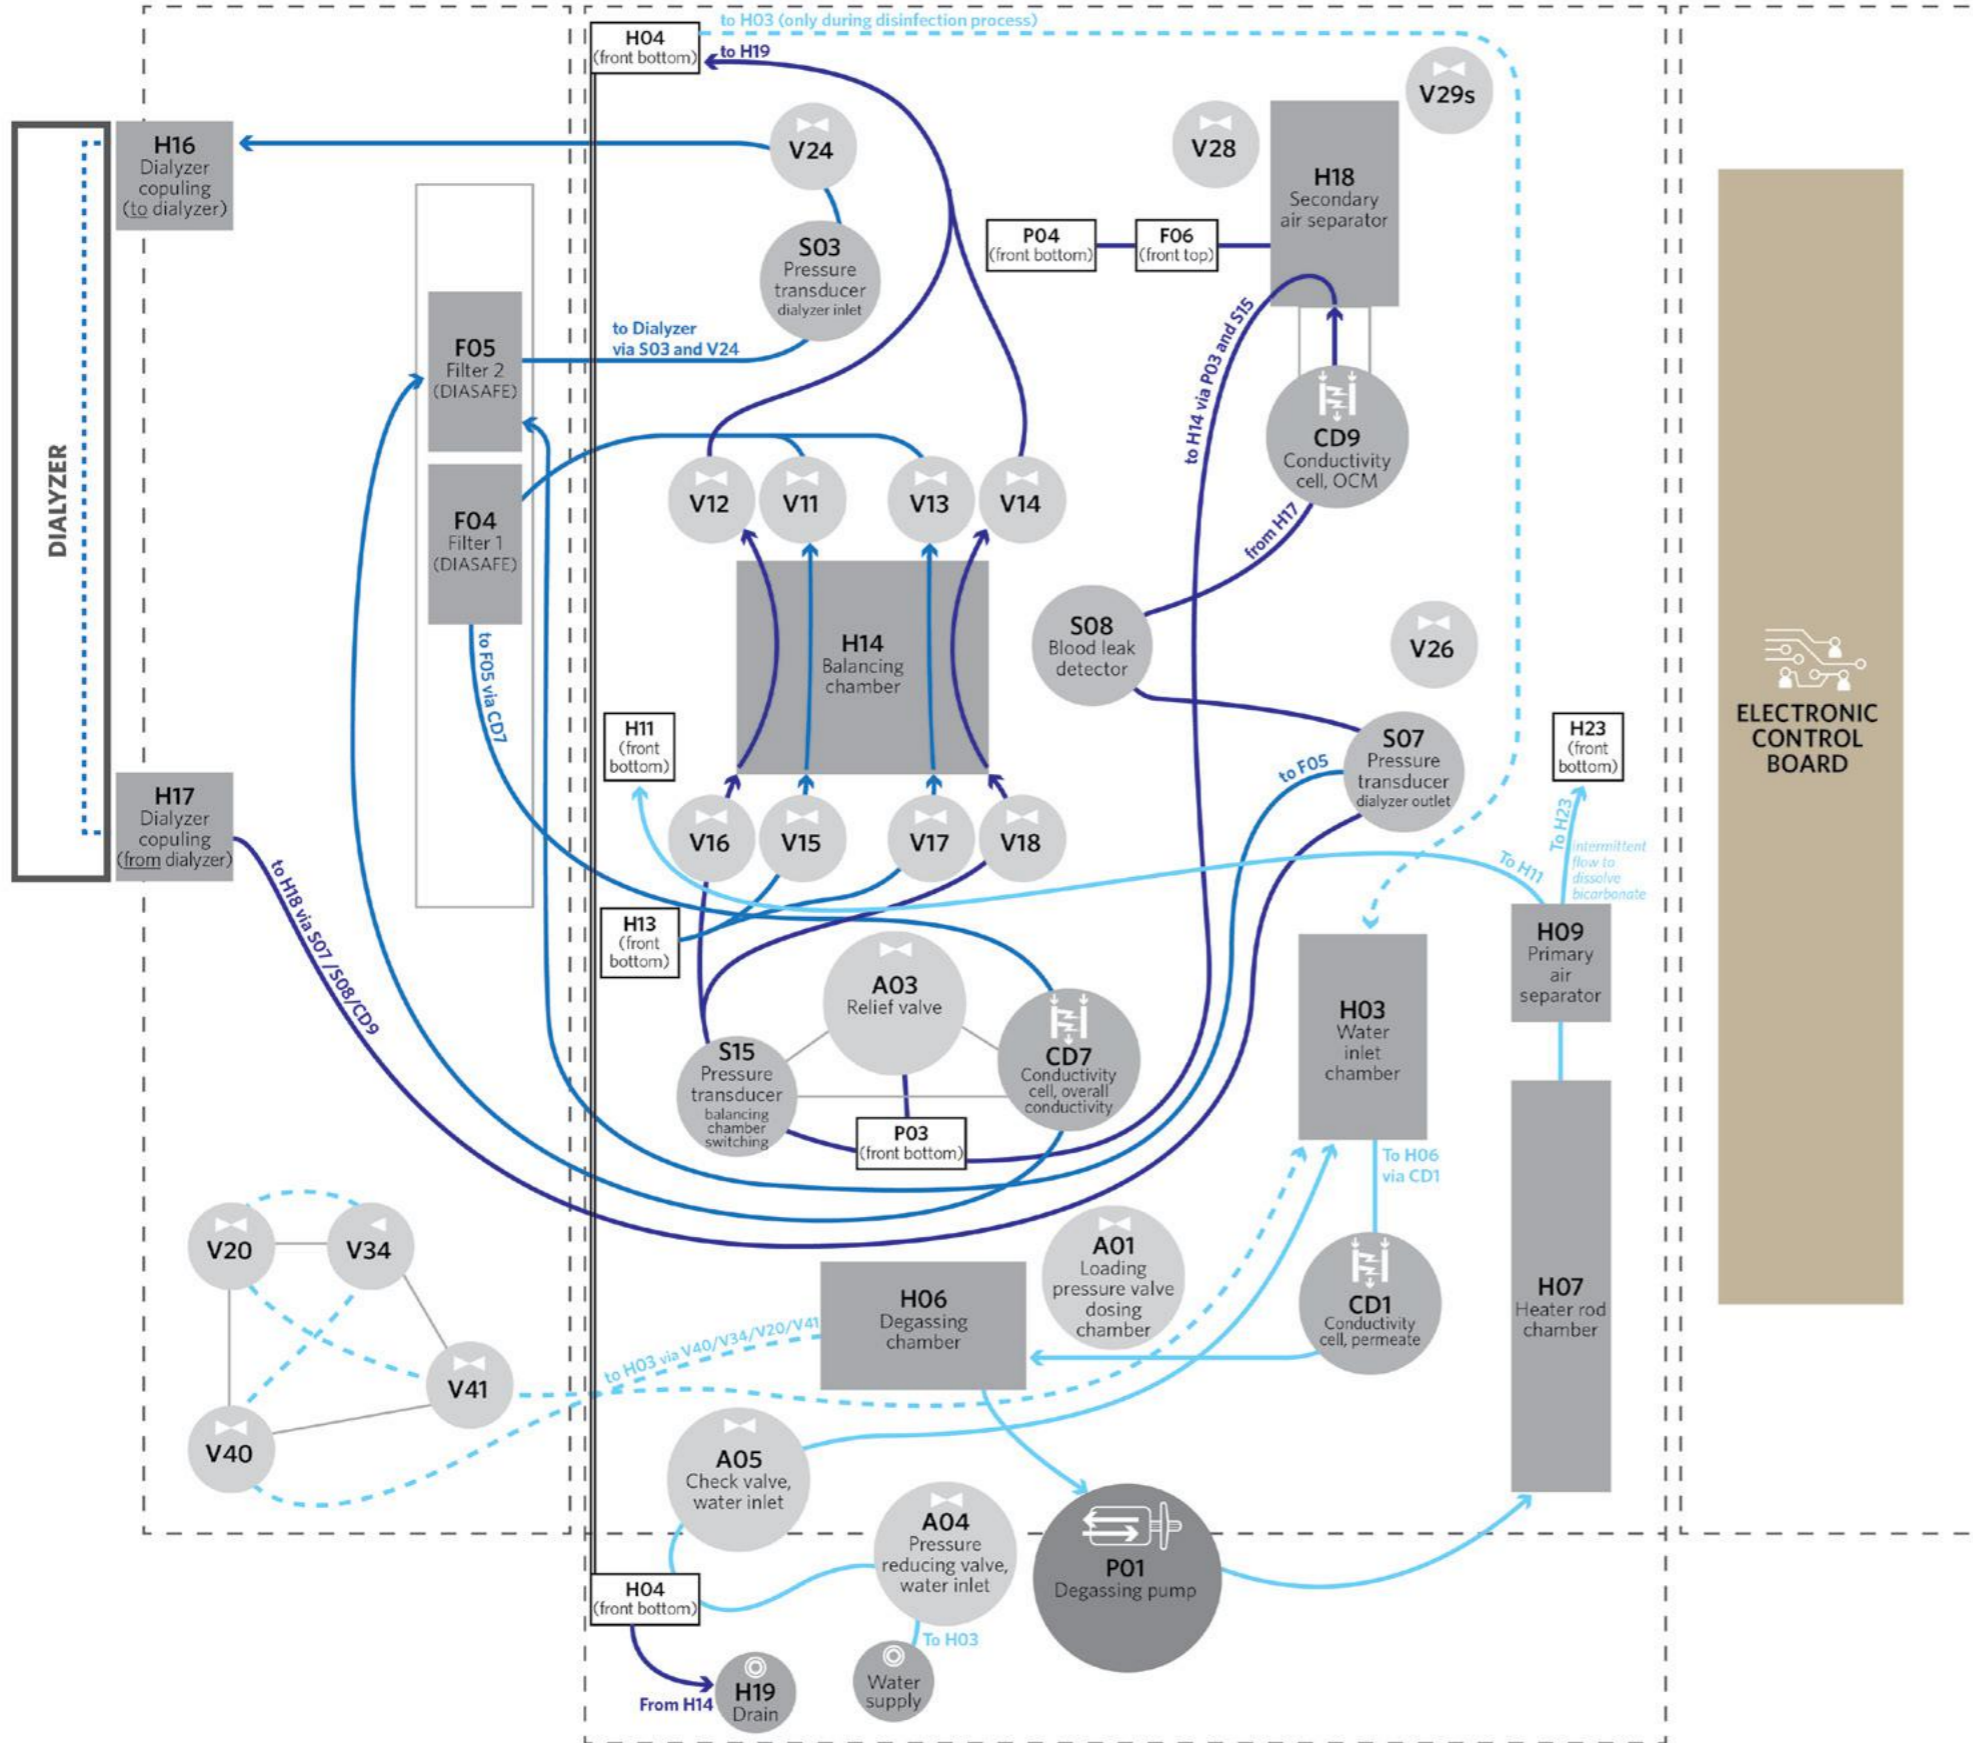 to H03 (only during disinfection process)
H04
(front bottom)
to H19
V29s
V24
V28
H16
Dialyzer
copuling
(to dialyzer)
H18
Secondary
air separator
S03
Pressure
transducer
dialyzer inlet
P04
(front bottom)
F06
(front top)
to Dialyzer
via S03 and V24
to H14 via P03 and S15
F05
Filter 2
(DIASAFE)
CD9
Conductivity
cell, OCM
DIALYZER
V12
V11
V13
V14
F04
Filter 1
(DIASAFE)
from H17
S08
Blood leak
detector
V26
H14
Balancing
chamber
to F05 via CD7
ELECTRONIC
CONTROL
BOARD
H11
(front
bottom)
S07
Pressure
transducer
dialyzer outlet
H23
(front
bottom)
to F05
H17
Dialyzer
copuling
(from dialyzer)
V16
V15
V17
V18
To H23
intermittent
flow to
dissolve
bicarbonate
To H11
to H18 via S07 /S08/CD9
H13
(front
bottom)
H09
Primary
air
separator
A03
Relief valve
H03
Water
inlet
chamber
S15
Pressure
transducer
balancing
chamber
switching
CD7
Conductivity
cell, overall
conductivity
P03
(front bottom)
To H06
via CD1
V20
V34
A01
Loading
pressure valve
dosing
chamber
H06
Degassing
chamber
CD1
Conductivity
cell, permeate
H07
Heater rod
chamber
to H03 via V40/V34/V20/V41
V41
V40
A05
Check valve,
water inlet
A04
Pressure
reducing valve,
water inlet
P01
Degassing pump
H04
(front bottom)
To H03
From H14
H19
Drain
Water
supply